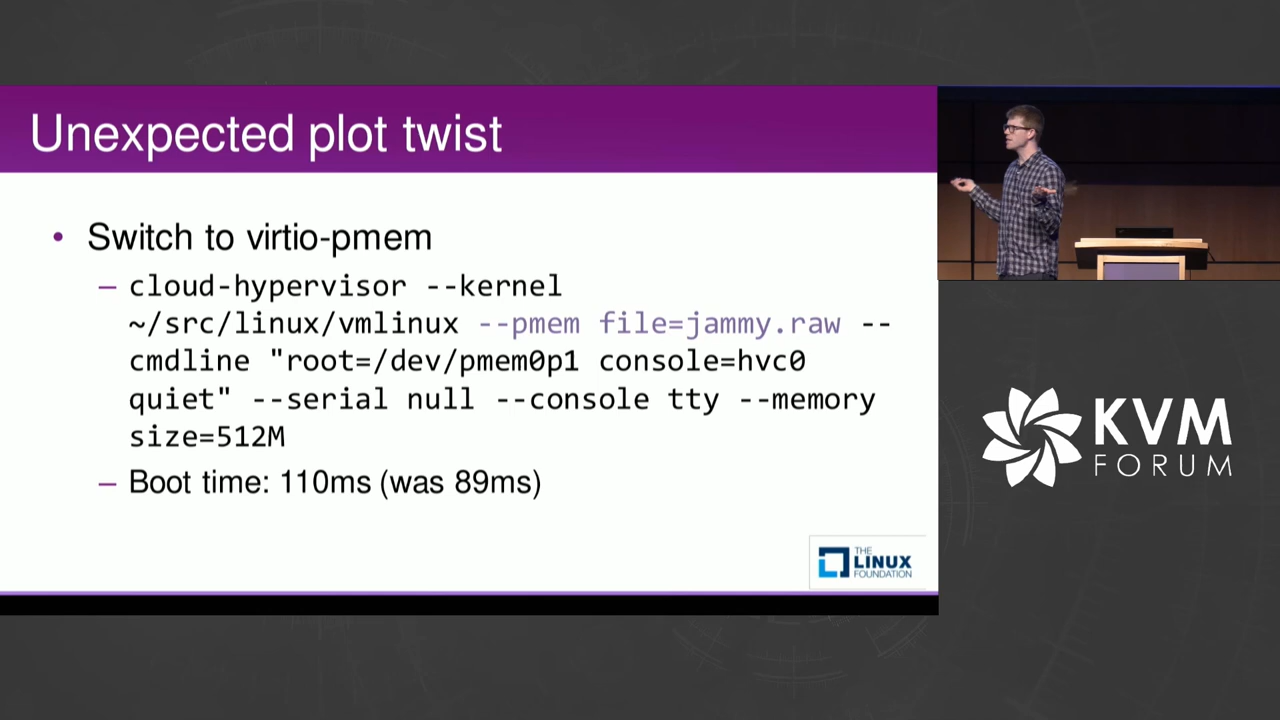 Unexpected plot twist
• Switch to virtio-pmem
– cloud-hypervisor --kernel
~/src/linux/vmlinux --pmem file=jammy.raw --
cmdline "root=/dev/pmem0p1 console=hvc0
quiet" --serial null --console tty --memory
size=512M
– Boot time: 110ms (was 89ms)
THE
LINUX
FOUNDATION
KVM
FORUM